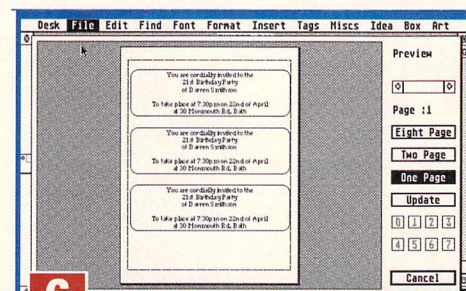 Desk File Edit Find Font Format Insert Tags Miscs Idea Box Art
You are cordially invited to the
21st Birthday Party
of Darren Smithson
To take place at 7:30pm on 22nd of April
at 30 Monmouth Rd, Bath
You are cordially invited to the
21st Birthday Party
of Darren Smithson
To take place at 7:30pm on 22nd of April
at 30 Monmouth Rd, Bath
You are cordially invited to the
21st Birthday Party
of Darren Smithson
To take place at 7:30pm on 22nd of April
at 30 Monmouth Rd, Bath
Preview
Page :1
Eight Page
Two Page
One Page
Update
0 1 2 3
4 5 6 7
Cancel